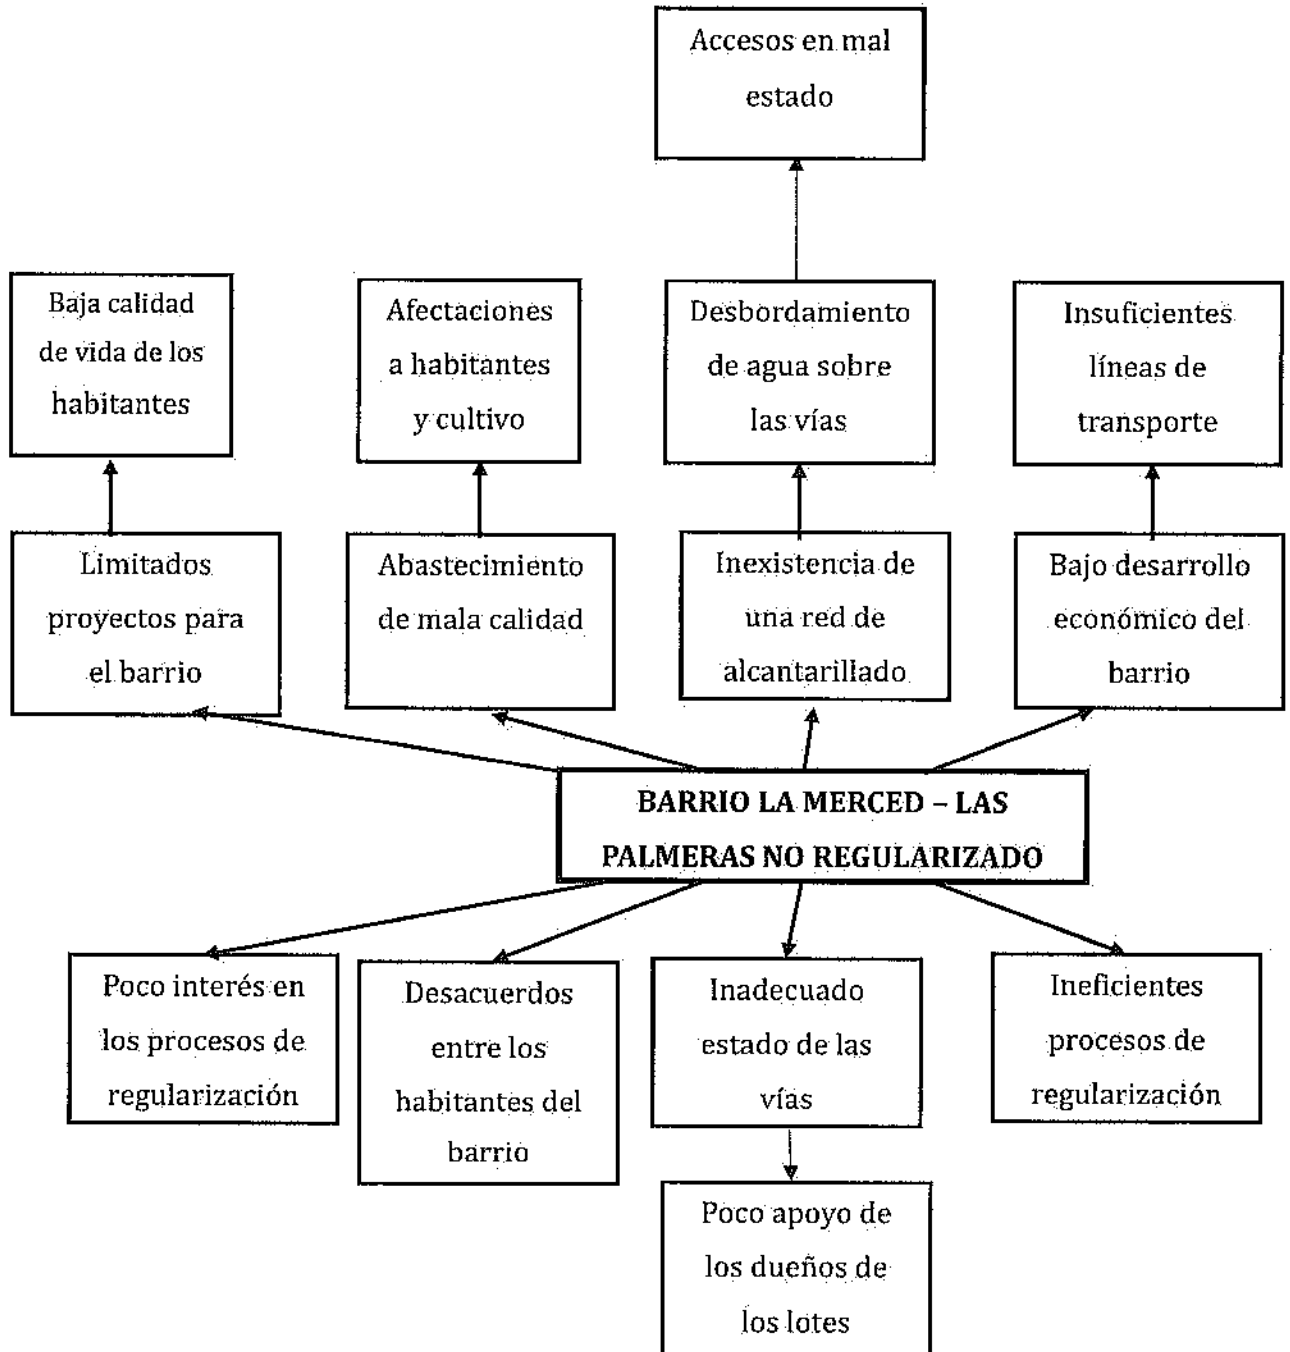 Accesos en mal
estado
Baja calidad
de vida de los
habitantes
Afectaciones
a habitantes
y cultivo
Desbordamiento
de agua sobre
las vías
Insuficientes
líneas de
transporte
Limitados
proyectos para
el barrio
Abastecimiento
de mala calidad
Inexistencia de
una red de
alcantarillado
Bajo desarrollo
económico del
barrio
BARRIO LA MERCED – LAS
PALMERAS NO REGULARIZADO
Poco interés en
los procesos de
regularización
Desacuerdos
entre los
habitantes del
barrio
Inadecuado
estado de las
vías
Ineficientes
procesos de
regularización
Poco apoyo de
los dueños de
los lotes